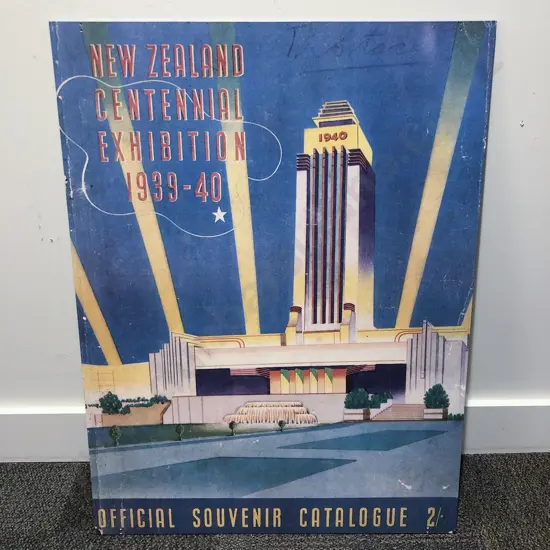 NEW ZEALAND
CENTENNIAL
EXHIBITION
1939-40
1940
OFFICIAL SOUVENIR CATALOGUE 2/-